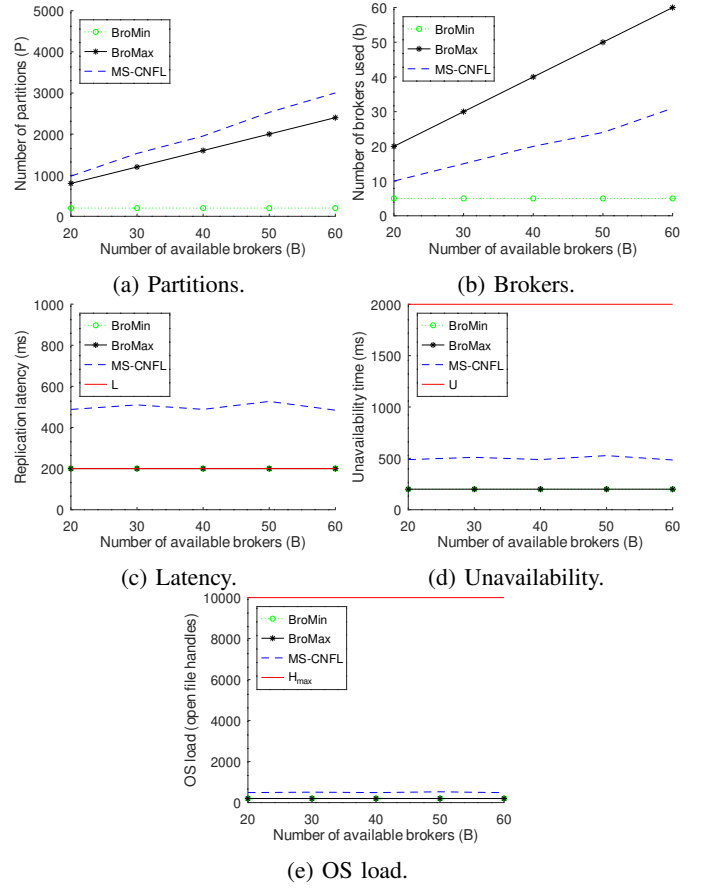 5000
4000
3000
2000
1000
0
Number of partitions (P)
BroMin
BroMax
MS-CNFL
20 30 40 50 60
Number of available brokers (B)
(a) Partitions.
60
50
40
30
20
10
0
Number of brokers used (b)
BroMin
BroMax
MS-CNFL
20 30 40 50 60
Number of available brokers (B)
(b) Brokers.
1000
800
600
400
200
0
Replication latency (ms)
BroMin
BroMax
MS-CNFL
L
20 30 40 50 60
Number of available brokers (B)
(c) Latency.
2000
1500
1000
500
0
Unavailability time (ms)
BroMin
BroMax
MS-CNFL
U
20 30 40 50 60
Number of available brokers (B)
(d) Unavailability.
10000
8000
6000
4000
2000
0
OS load (open file handles)
BroMin
BroMax
MS-CNFL
Hmax
20 30 40 50 60
Number of available brokers (B)
(e) OS load.